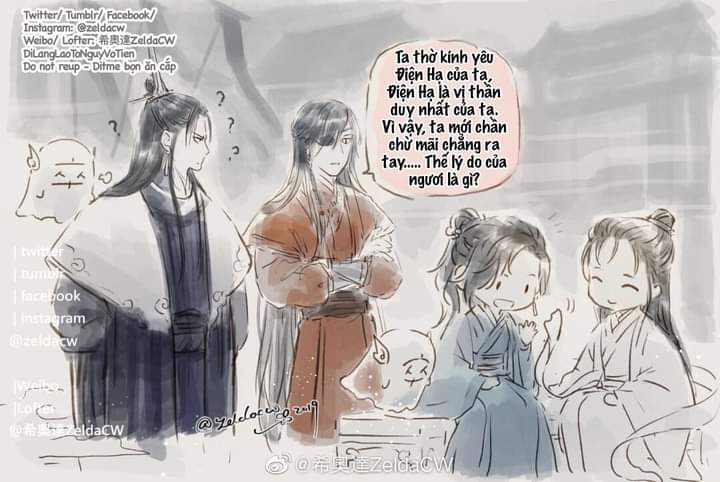 Twitter/ Tumblr/ Facebook/
Instagram: @zeldacw
Weibo/ Lofter: 希奥達ZeldaCW
DiLangLaoToNguyVoTien
Do not reup - Ditme bọn ăn cắp
Ta thờ kính yêu
Điện Hạ của ta.
Điện Hạ là vị thần
duy nhất của ta.
Vì vậy, ta mới chần
chừ mãi chẳng ra
tay..... Thế lý do của
ngươi là gì?
?
?
?
?
| twitter
| tumblr
| facebook
| instagram
@zeldacw
|Weibo
|Lofter
@希奥達ZeldaCW
@zeldacw 2019
@希奥達ZeldaCW